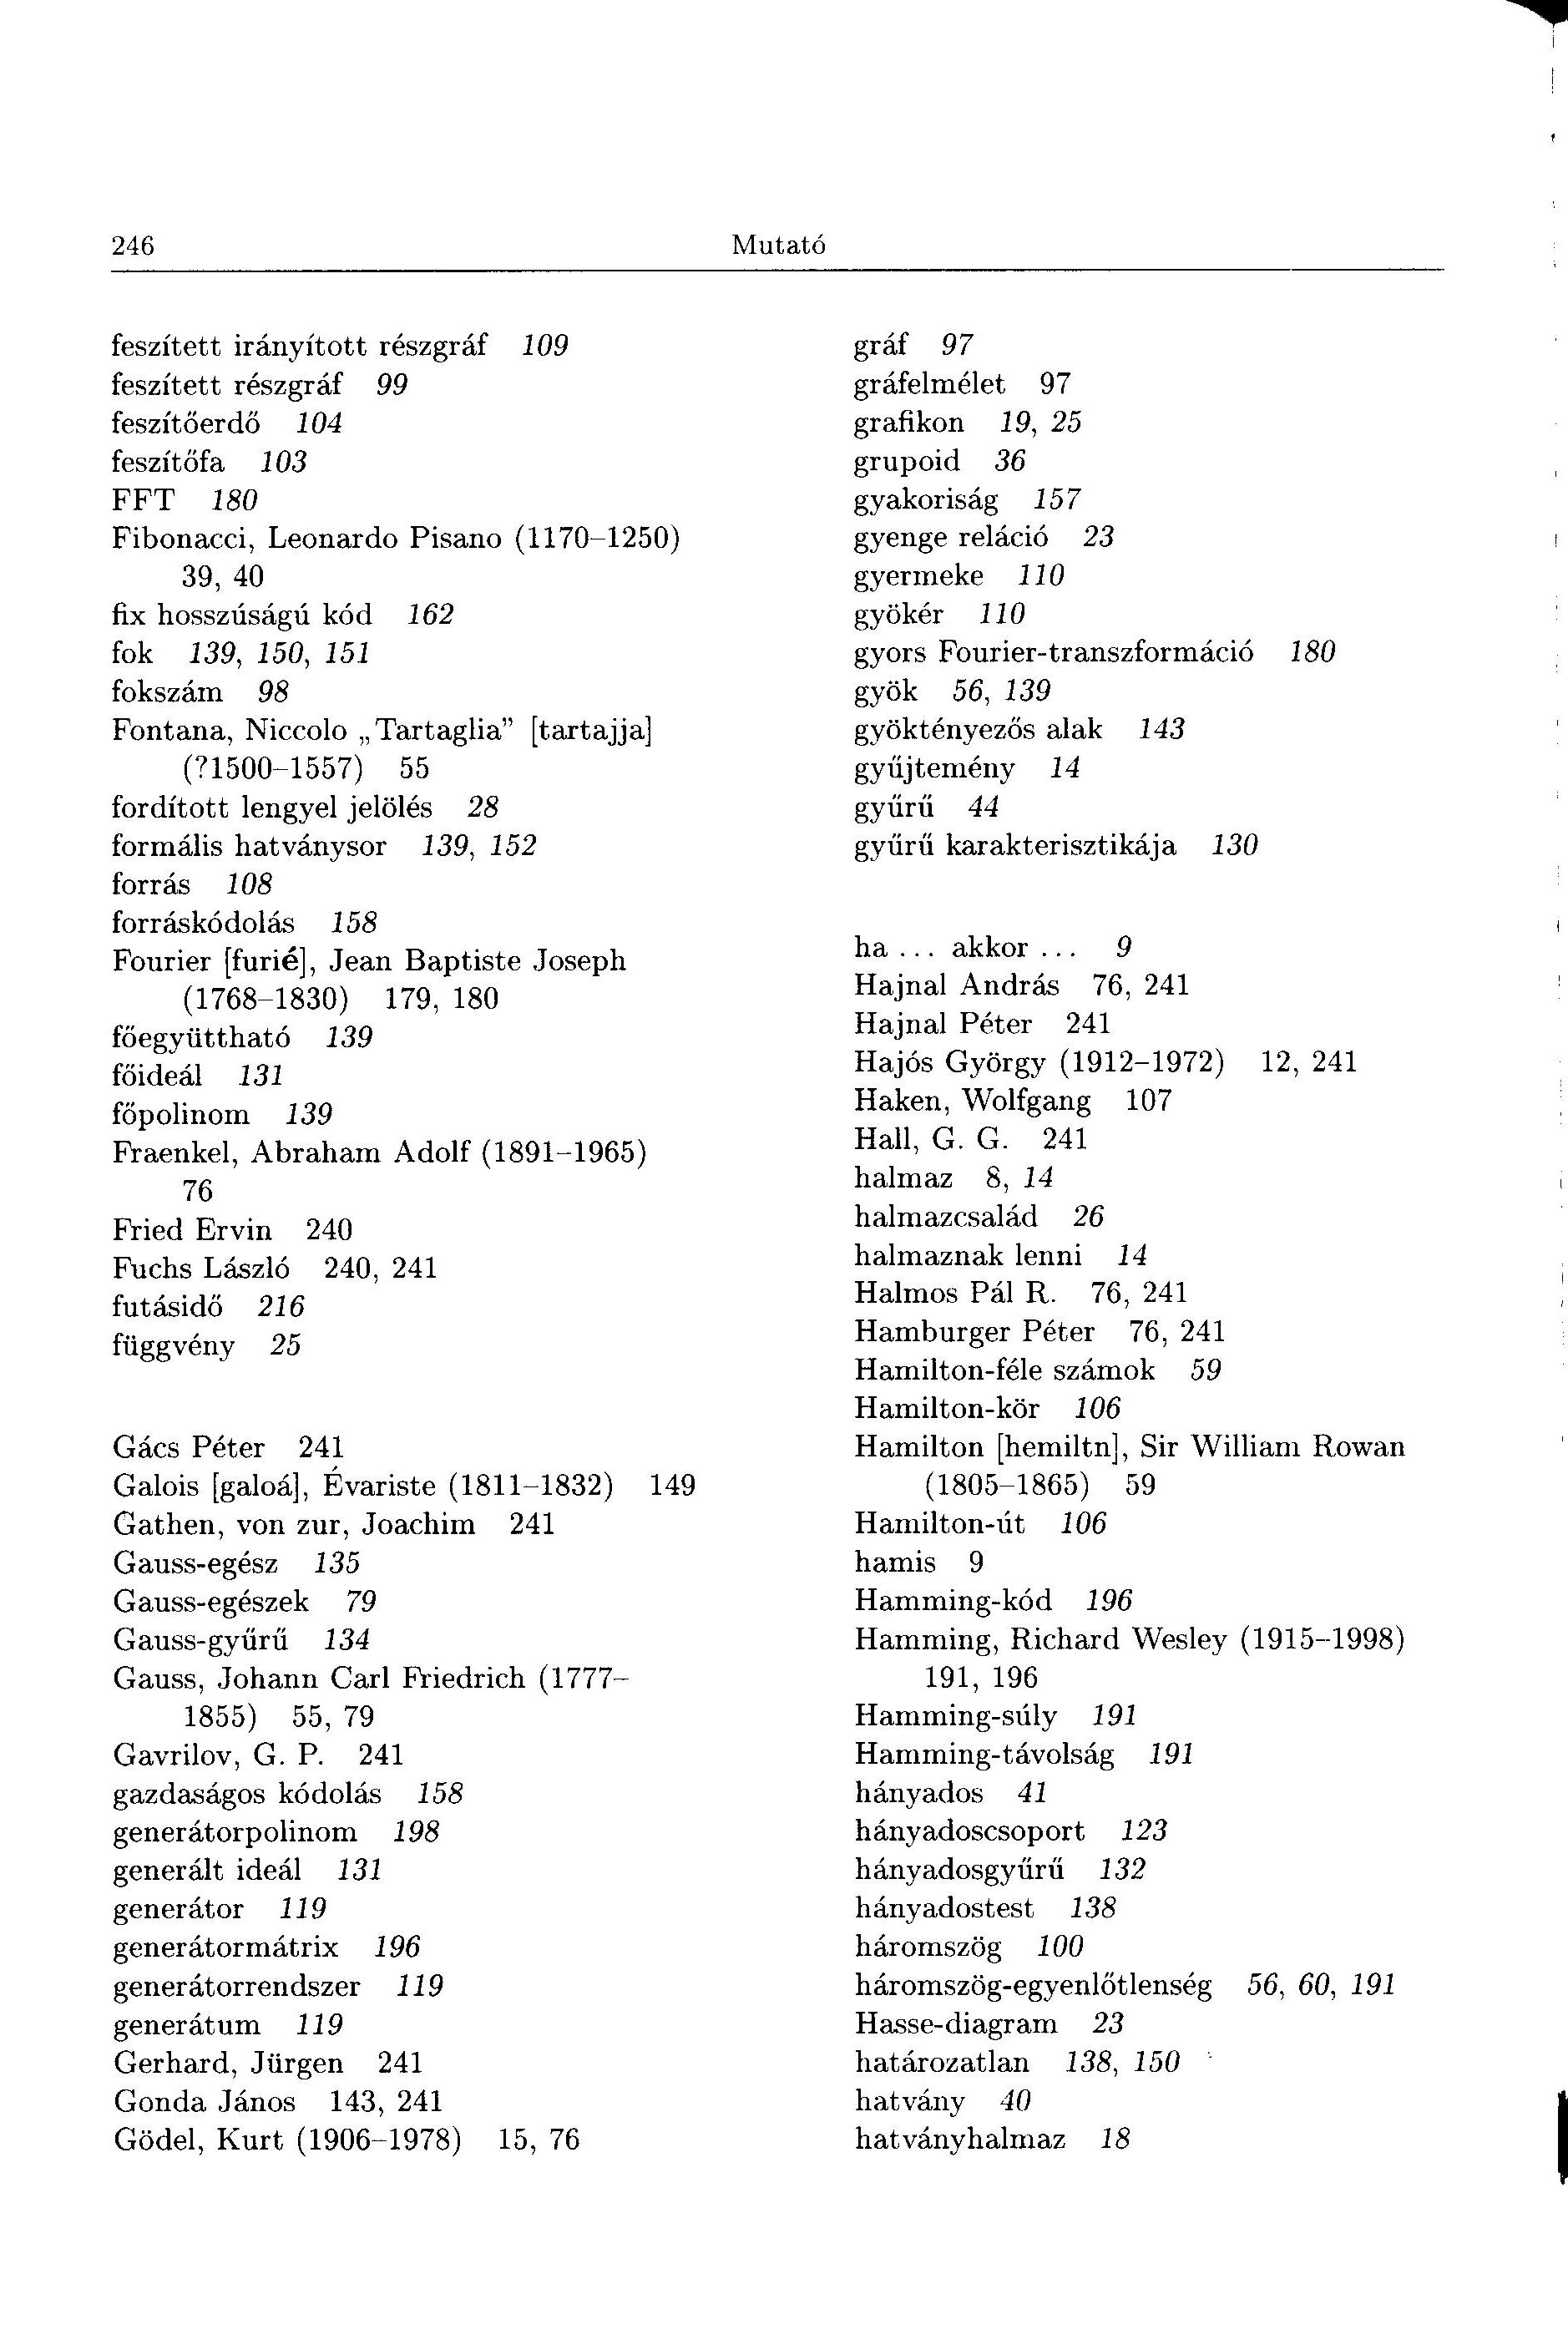 246
Mutató
feszített irányított részgráf 109
feszített részgráf 99
feszítőerdő 104
feszítőfa 103
FFT 180
Fibonacci, Leonardo Pisano (1170–1250)
39, 40
fix hosszúságú kód 162
fok 139, 150, 151
fokszám 98
Fontana, Niccolo „Tartaglia” [tartajja]
(?1500–1557) 55
fordított lengyel jelölés 28
formális hatványsor 139, 152
forrás 108
forráskódolás 158
Fourier [furié], Jean Baptiste Joseph
(1768–1830) 179, 180
főegyüttható 139
főideál 131
főpolinom 139
Fraenkel, Abraham Adolf (1891–1965)
76
Fried Ervin 240
Fuchs László 240, 241
futásidő 216
függvény 25
Gács Péter 241
Galois [galoá], Évariste (1811–1832) 149
Gathen, von zur, Joachim 241
Gauss-egész 135
Gauss-egészek 79
Gauss-gyűrű 134
Gauss, Johann Carl Friedrich (1777–
1855) 55, 79
Gavrilov, G. P. 241
gazdaságos kódolás 158
generátorpolinom 198
generált ideál 131
generátor 119
generátormátrix 196
generátorrendszer 119
generátum 119
Gerhard, Jürgen 241
Gonda János 143, 241
Gödel, Kurt (1906–1978) 15, 76
gráf 97
gráfelmélet 97
grafikon 19, 25
grupoid 36
gyakoriság 157
gyenge reláció 23
gyermeke 110
gyökér 110
gyors Fourier-transzformáció 180
gyök 56, 139
gyöktényezős alak 143
gyűjtemény 14
gyűrű 44
gyűrű karakterisztikája 130
ha ... akkor ... 9
Hajnal András 76, 241
Hajnal Péter 241
Hajós György (1912–1972) 12, 241
Haken, Wolfgang 107
Hall, G. G. 241
halmaz 8, 14
halmazcsalád 26
halmaznak lenni 14
Halmos Pál R. 76, 241
Hamburger Péter 76, 241
Hamilton-féle számok 59
Hamilton-kör 106
Hamilton [hemiltn], Sir William Rowan
(1805–1865) 59
Hamilton-út 106
hamis 9
Hamming-kód 196
Hamming, Richard Wesley (1915–1998)
191, 196
Hamming-súly 191
Hamming-távolság 191
hányados 41
hányadoscsoport 123
hányadosgyűrű 132
hányadostest 138
háromszög 100
háromszög-egyenlőtlenség 56, 60, 191
Hasse-diagram 23
határozatlan 138, 150
hatvány 40
hatványhalmaz 18